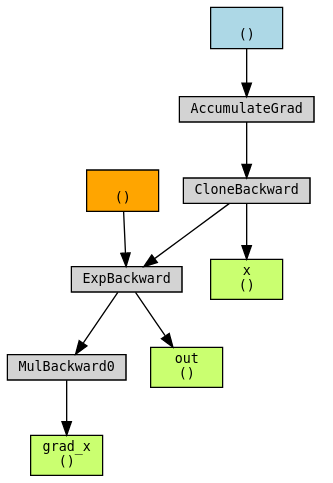 ()
AccumulateGrad
()
CloneBackward
ExpBackward
x
()
MulBackward0
out
()
grad_x
()